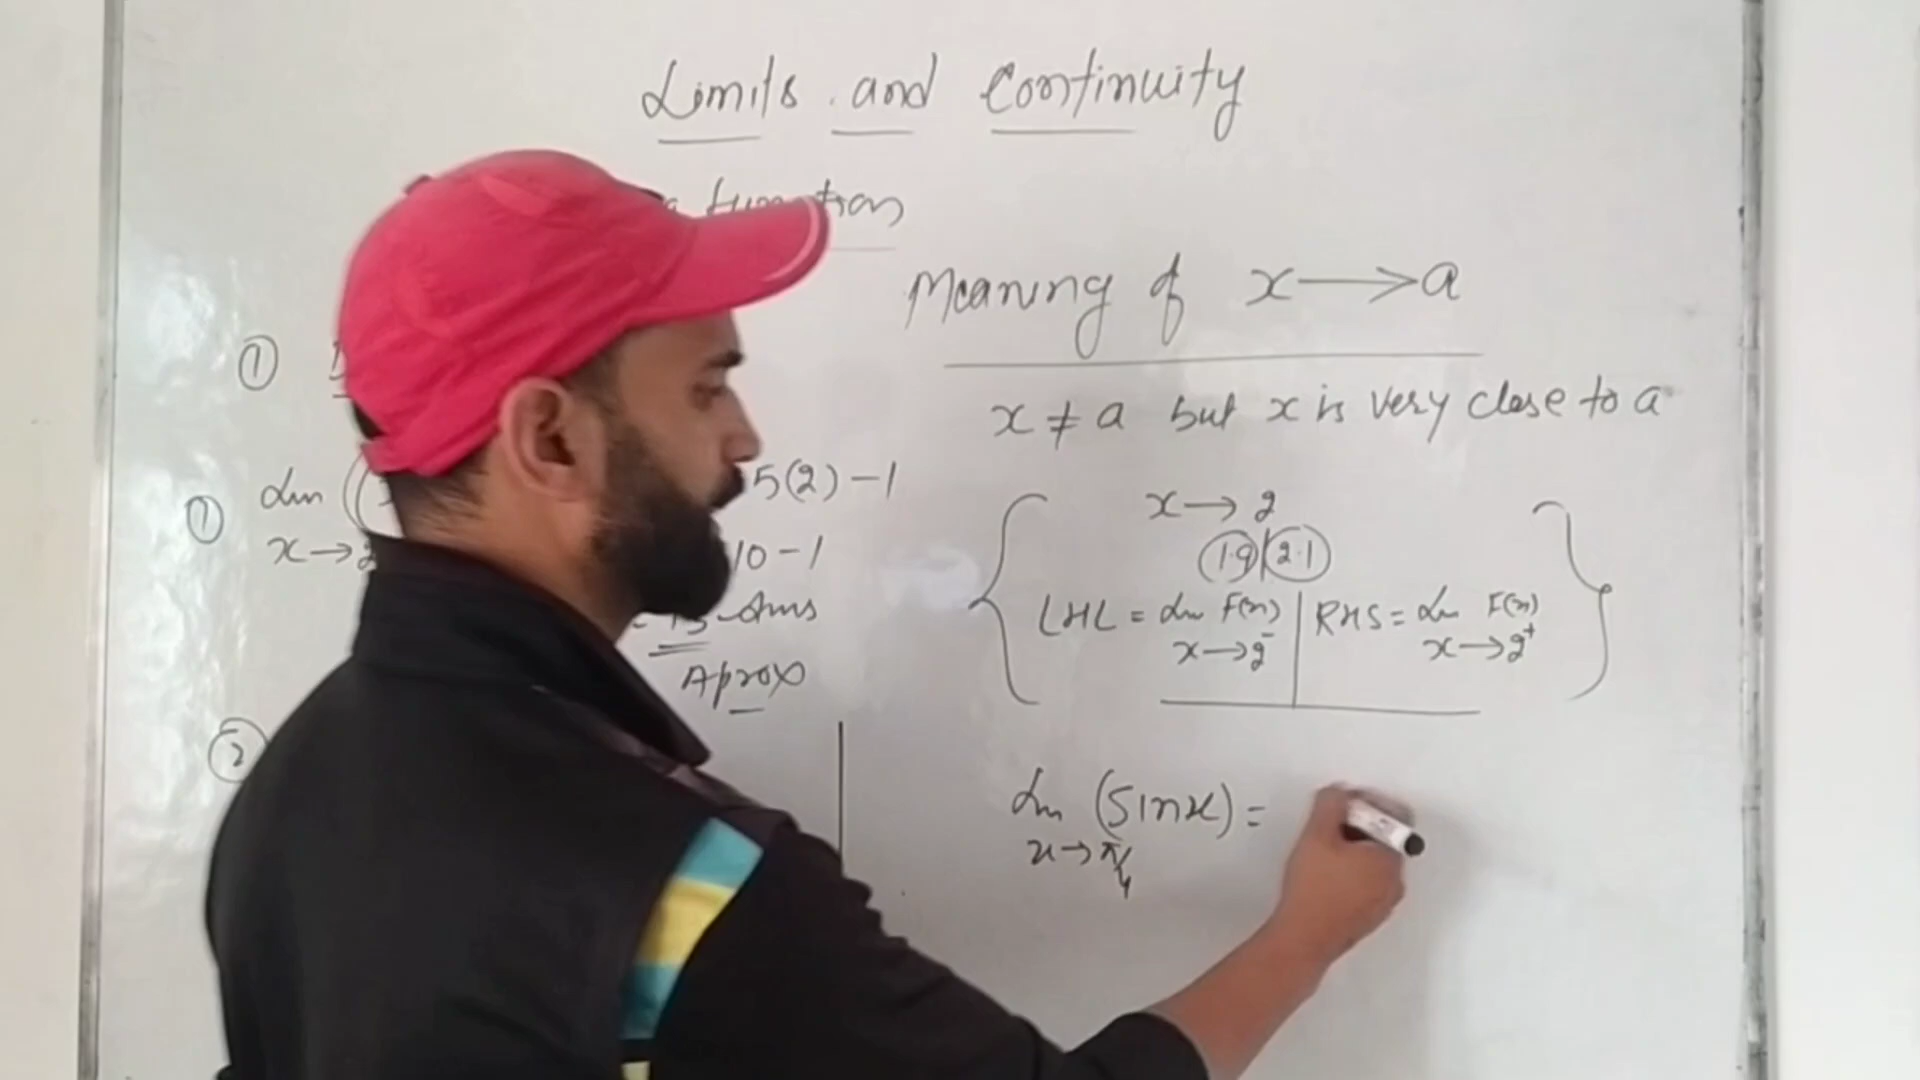 Limits and Continuity
a function
Meaning of x → a
①
x ≠ a but x is very close to a
① Lim (( 5(2) - 1
x → 2
10 - 1
Ans
Aprox
x → 2
1.9 | 2.1
LHL = Lim F(x) | RHS = Lim F(x)
x → 2⁻ | x → 2⁺
②
Lim (Sinx) =
x → π/4